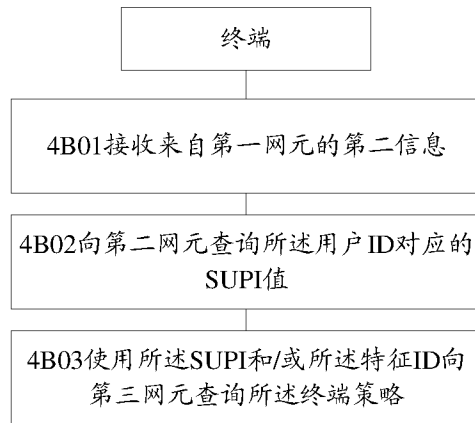 终端
4B01接收来自第一网元的第二信息
4B02向第二网元查询所述用户ID对应的
SUPI值
4B03使用所述SUPI和/或所述特征ID向
第三网元查询所述终端策略